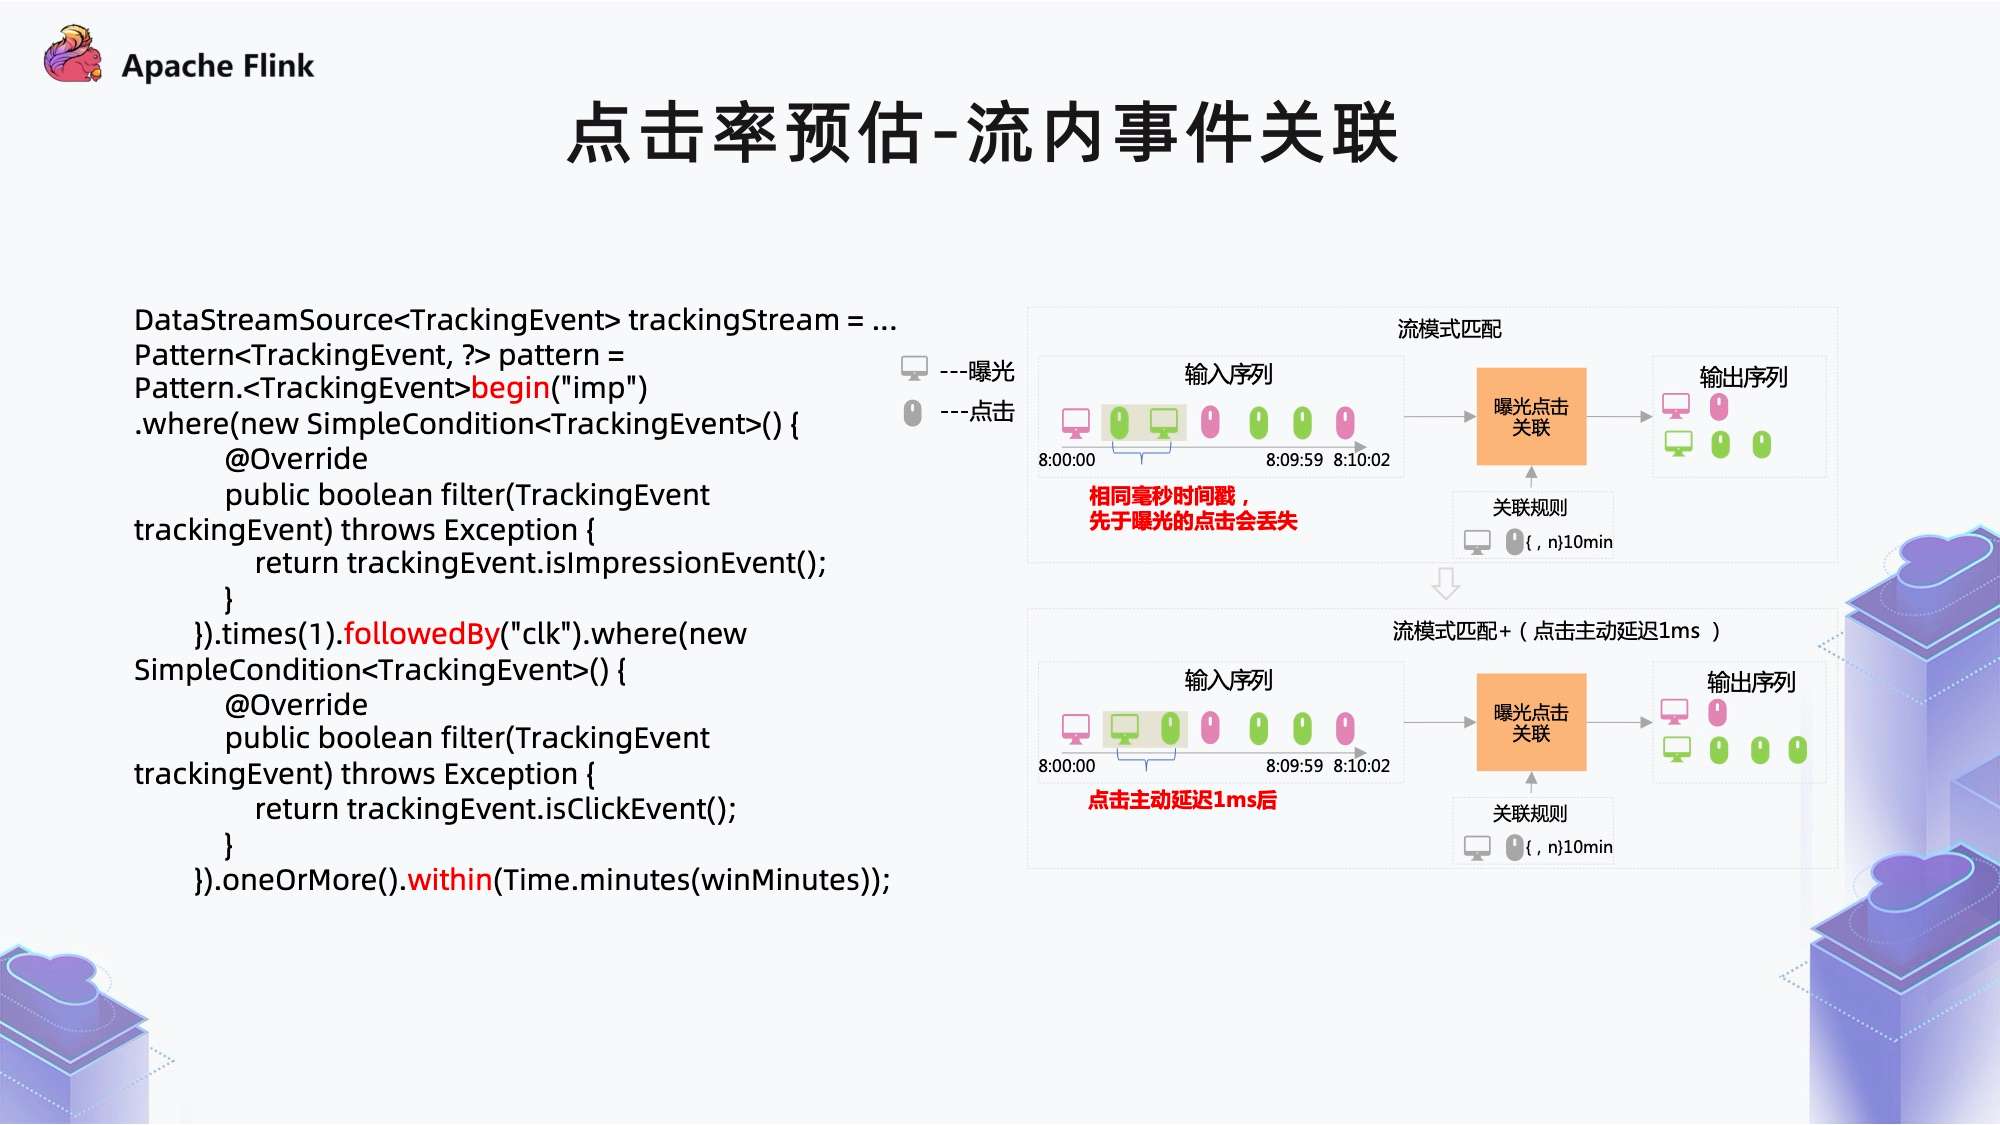 Apache Flink
点击率预估-流内事件关联
DataStreamSource<TrackingEvent> trackingStream = ...
Pattern<TrackingEvent, ?> pattern =
Pattern.<TrackingEvent>begin("imp")
.where(new SimpleCondition<TrackingEvent>() {
@Override
public boolean filter(TrackingEvent
trackingEvent) throws Exception {
return trackingEvent.isImpressionEvent();
}
}).times(1).followedBy("clk").where(new
SimpleCondition<TrackingEvent>() {
@Override
public boolean filter(TrackingEvent
trackingEvent) throws Exception {
return trackingEvent.isClickEvent();
}
}).oneOrMore().within(Time.minutes(winMinutes));
---曝光
---点击
流模式匹配
输入序列
8:00:00
8:09:59
8:10:02
相同毫秒时间戳，
先于曝光的点击会丢失
曝光点击
关联
关联规则
{，n}10min
输出序列
流模式匹配+（点击主动延迟1ms ）
输入序列
8:00:00
8:09:59
8:10:02
点击主动延迟1ms后
曝光点击
关联
关联规则
{，n}10min
输出序列